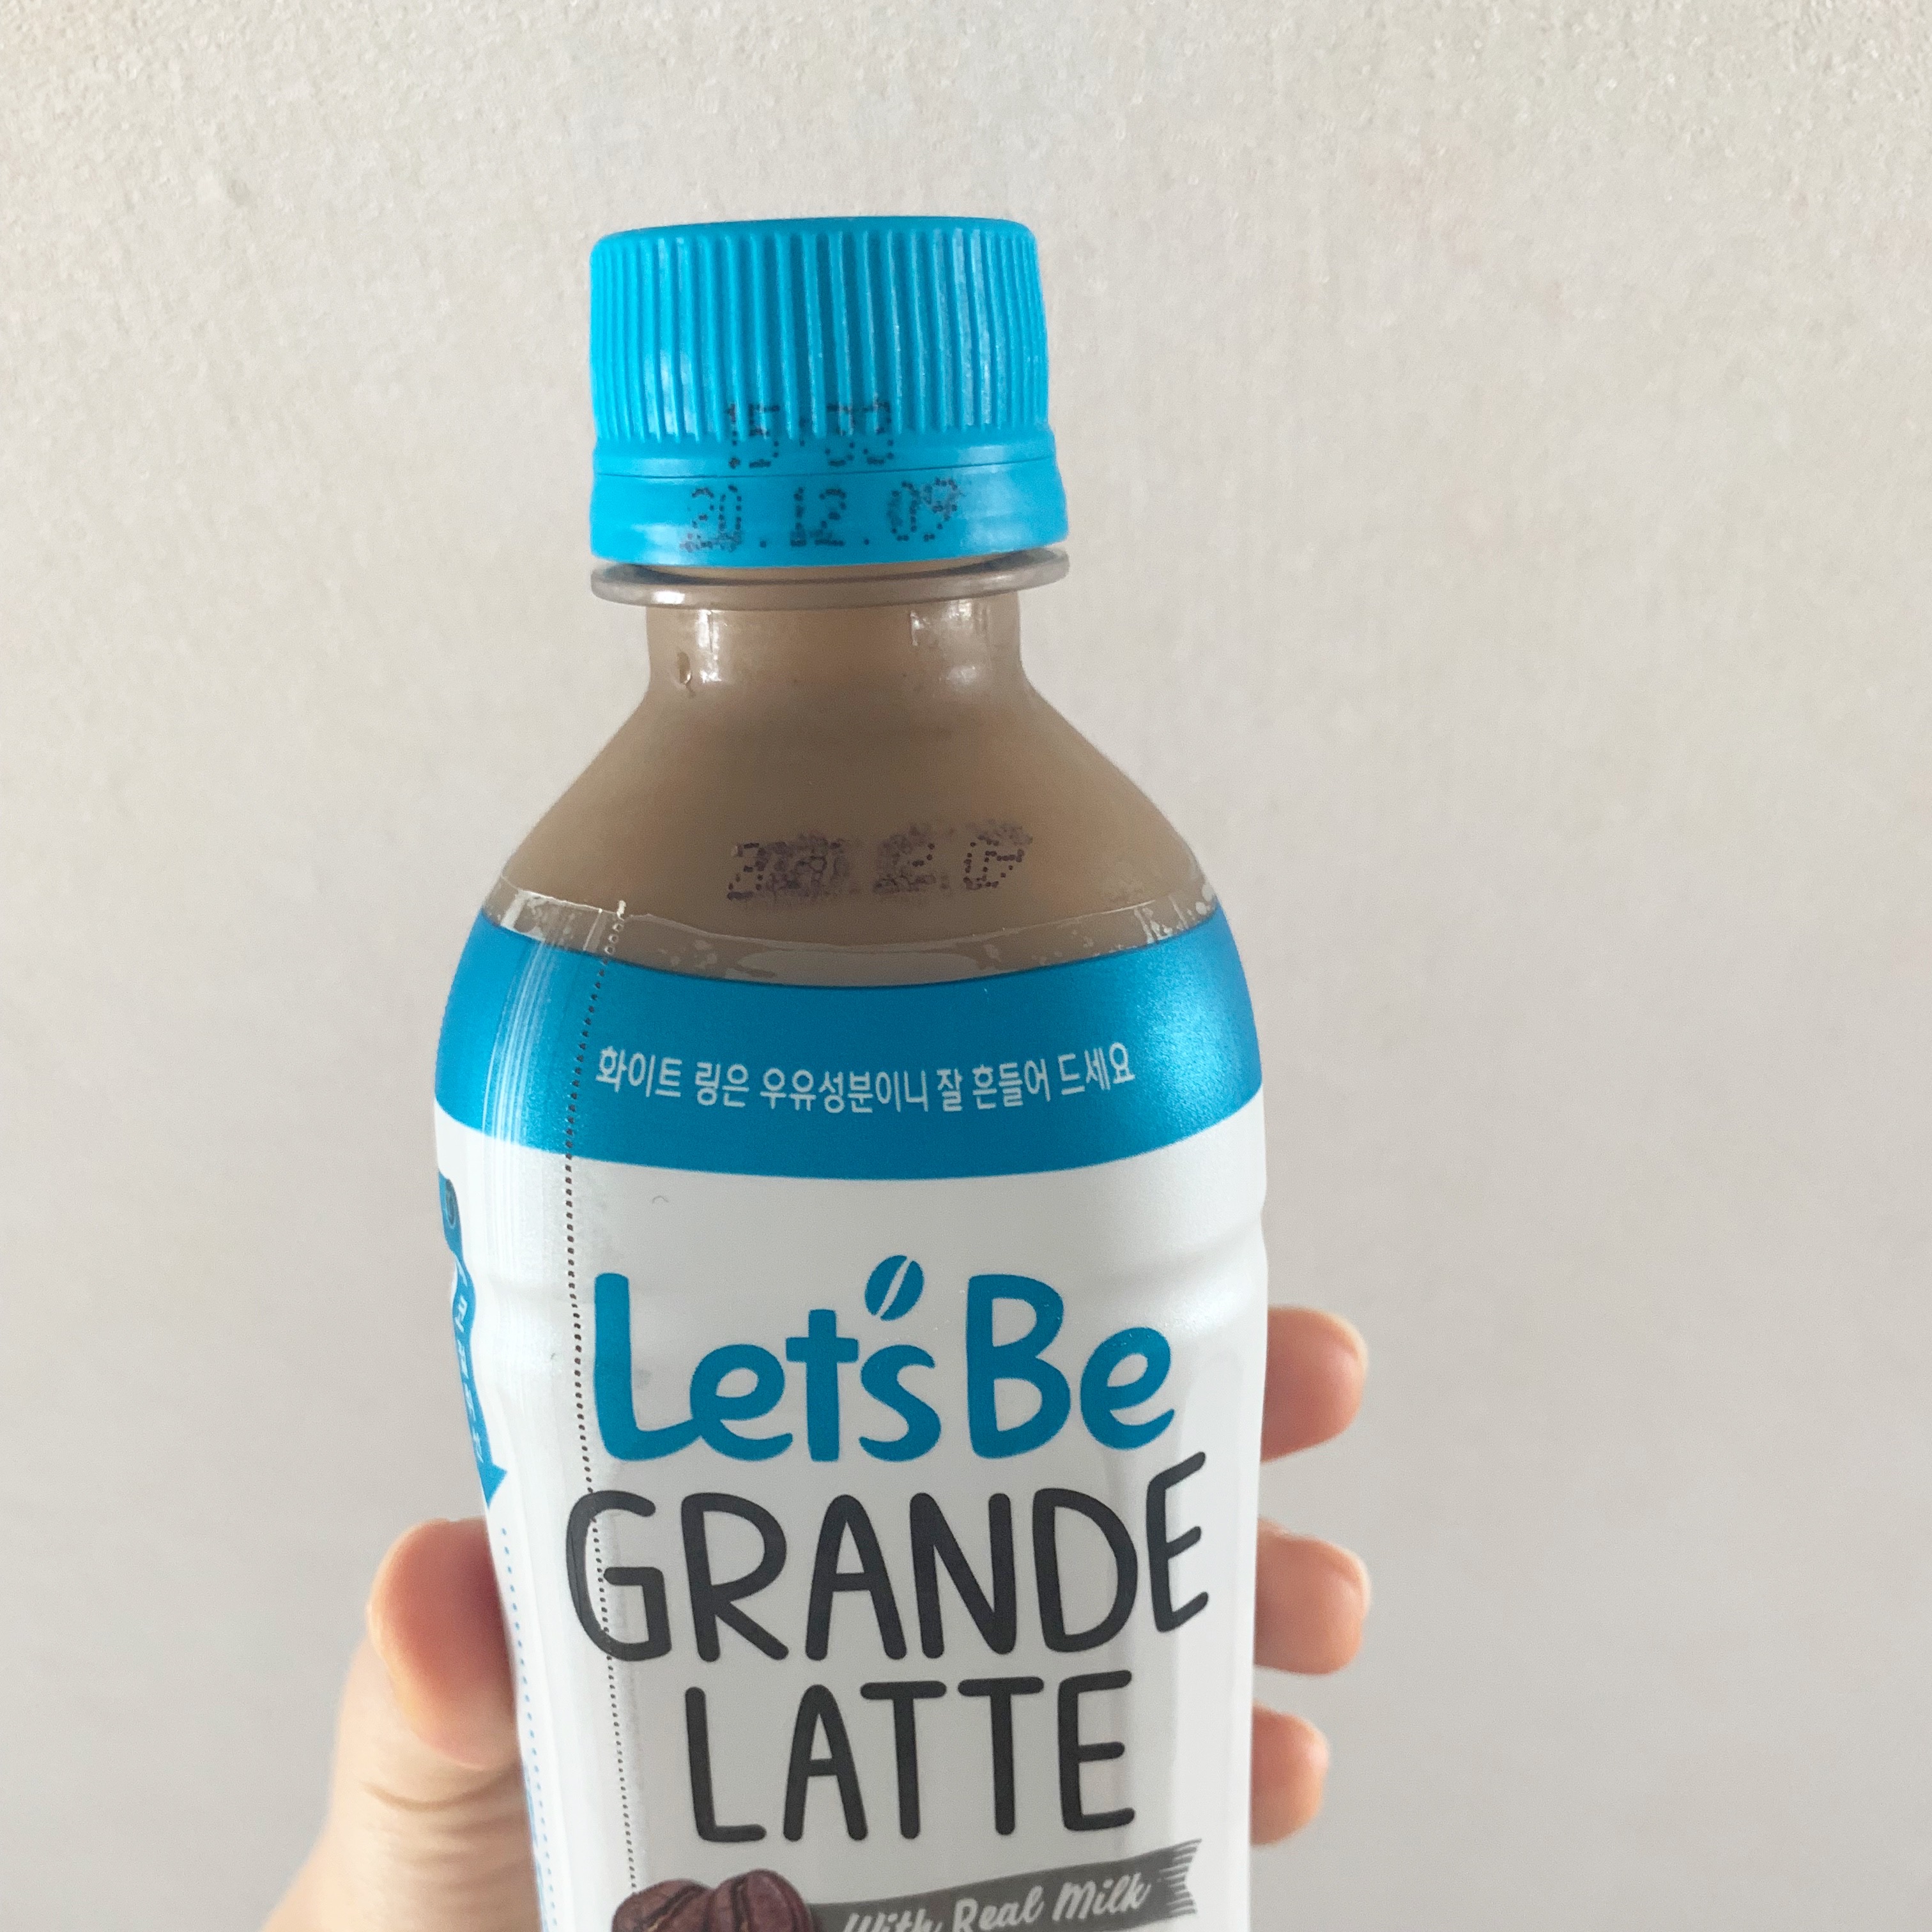 15:33
20.12.09
화이트 링은 우유성분이니 잘 흔들어 드세요
Let's Be
GRANDE
LATTE
With Real Milk